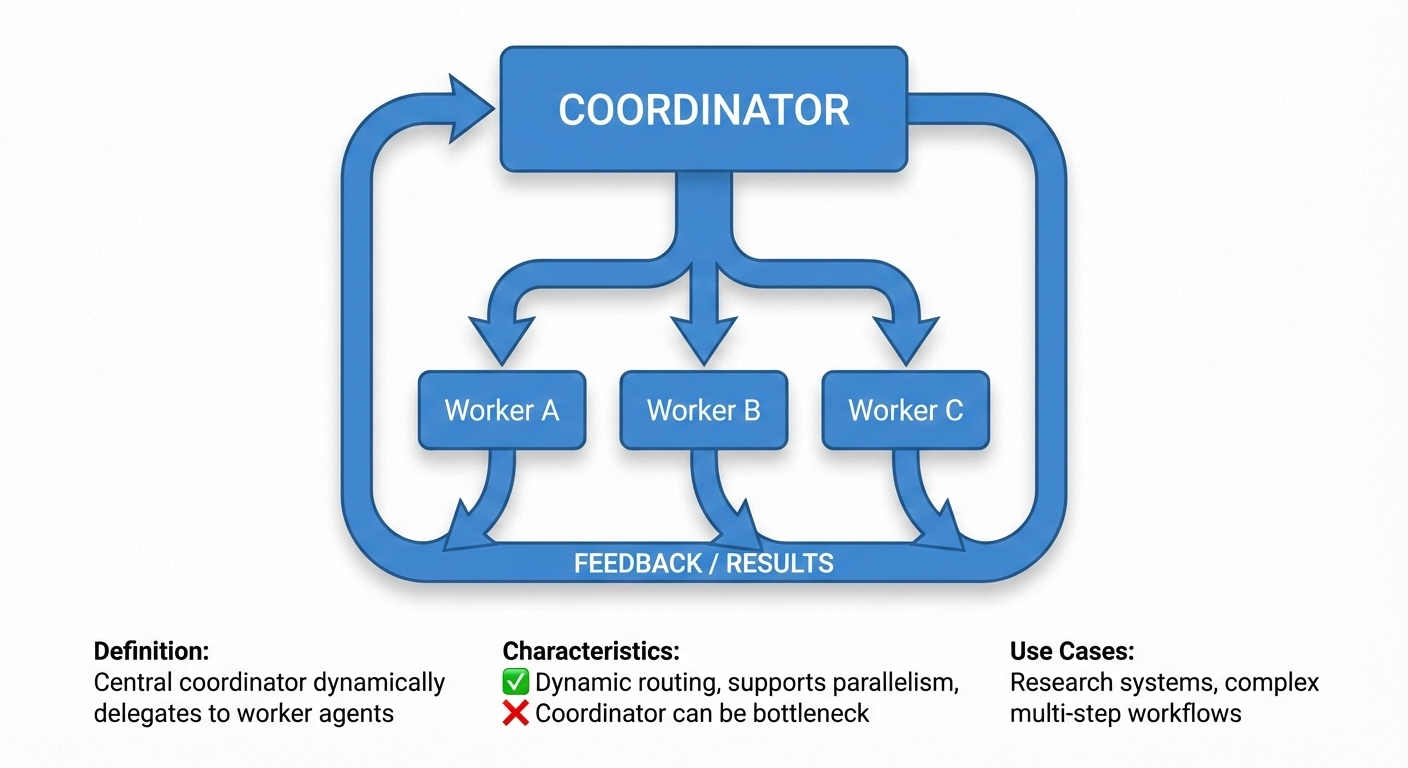 COORDINATOR
Worker A
Worker B
Worker C
FEEDBACK / RESULTS
Definition:
Central coordinator dynamically
delegates to worker agents
Characteristics:
✅ Dynamic routing, supports parallelism,
❌ Coordinator can be bottleneck
Use Cases:
Research systems, complex
multi-step workflows